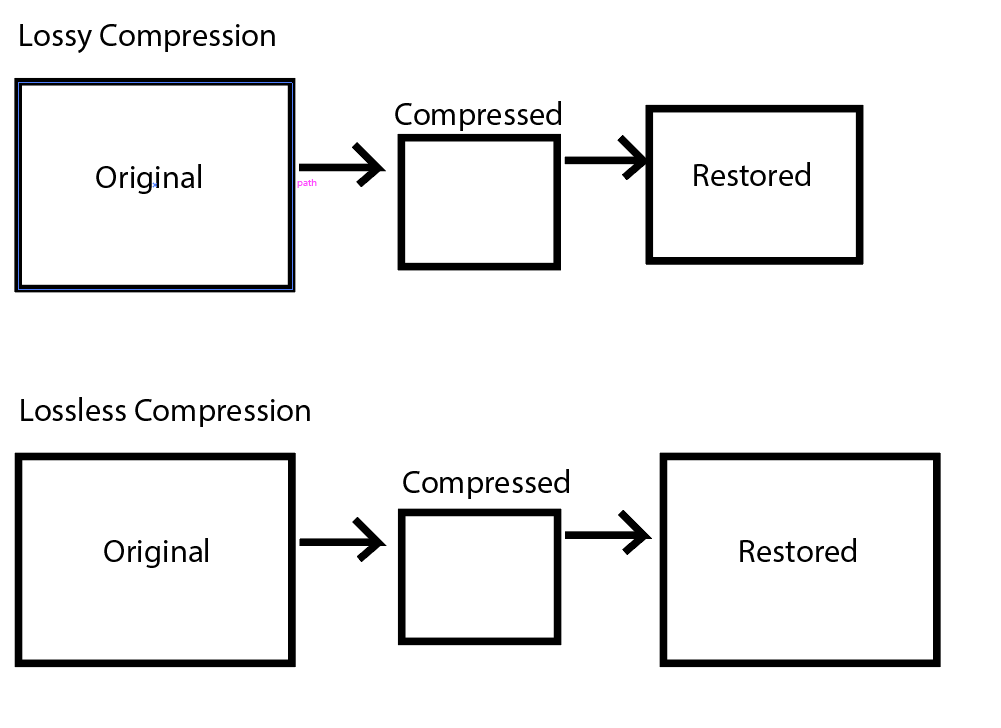 Lossy Compression
Original
path
Compressed
Restored
Lossless Compression
Original
Compressed
Restored